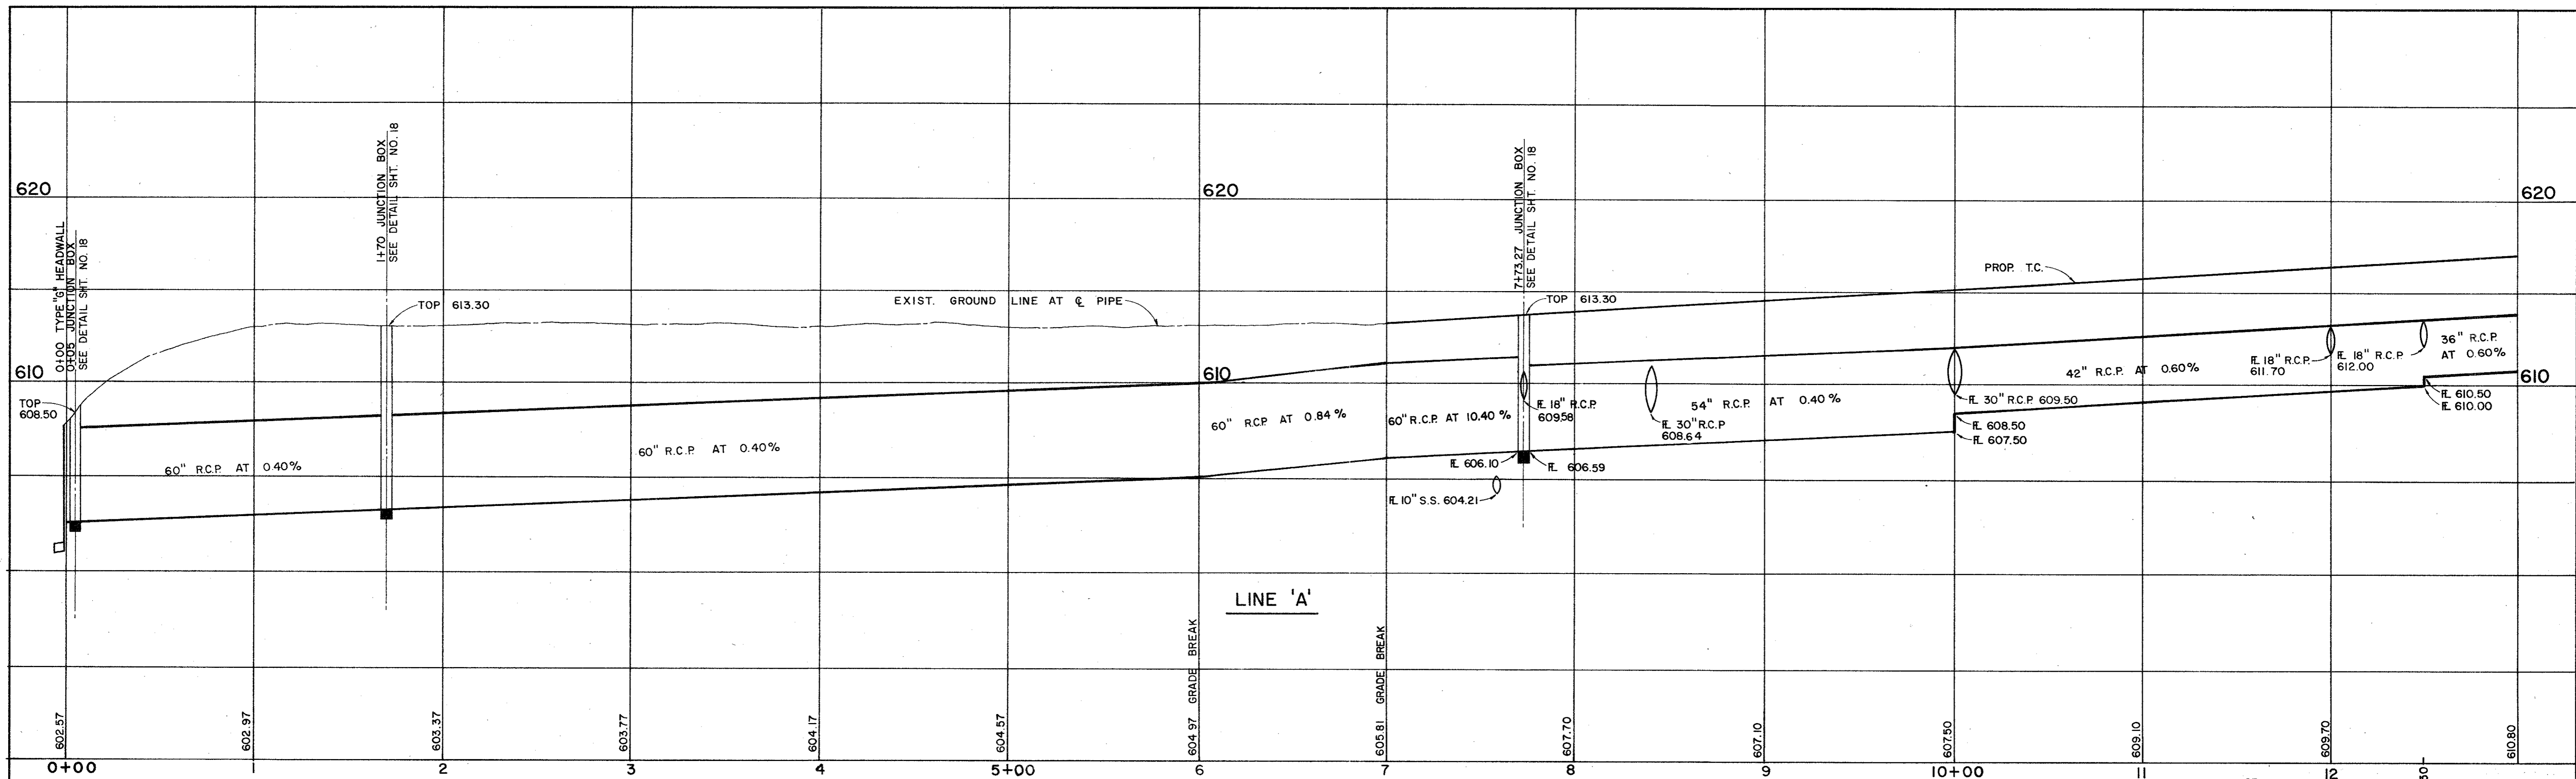 620
620
620
0+00 TYPE "G" HEADWALL
0+05 JUNCTION BOX
SEE DETAIL SHT. NO. 18
1+70 JUNCTION BOX
SEE DETAIL SHT. NO. 18
7+73.27 JUNCTION BOX
SEE DETAIL SHT. NO. 18
TOP 613.30
EXIST. GROUND LINE AT ℄ PIPE
TOP 613.30
PROP. T.C.
TOP
608.50
610
610
610
60" R.C.P. AT 0.40%
60" R.C.P. AT 0.40%
60" R.C.P. AT 0.84%
60" R.C.P. AT 10.40%
FL 18" R.C.P.
609.58
FL 30" R.C.P
608.64
54" R.C.P. AT 0.40%
FL 30" R.C.P. 609.50
42" R.C.P. AT 0.60%
FL 18" R.C.P.
611.70
FL 18" R.C.P.
612.00
36" R.C.P.
AT 0.60%
FL 610.50
FL 610.00
FL 608.50
FL 607.50
FL 606.10
FL 606.59
FL 10" S.S. 604.21
LINE 'A'
602.57
602.97
603.37
603.77
604.17
604.57
604.97 GRADE BREAK
605.81 GRADE BREAK
607.70
607.10
607.50
609.10
609.70
610.80
0+00
1
2
3
4
5+00
6
7
8
9
10+00
11
12